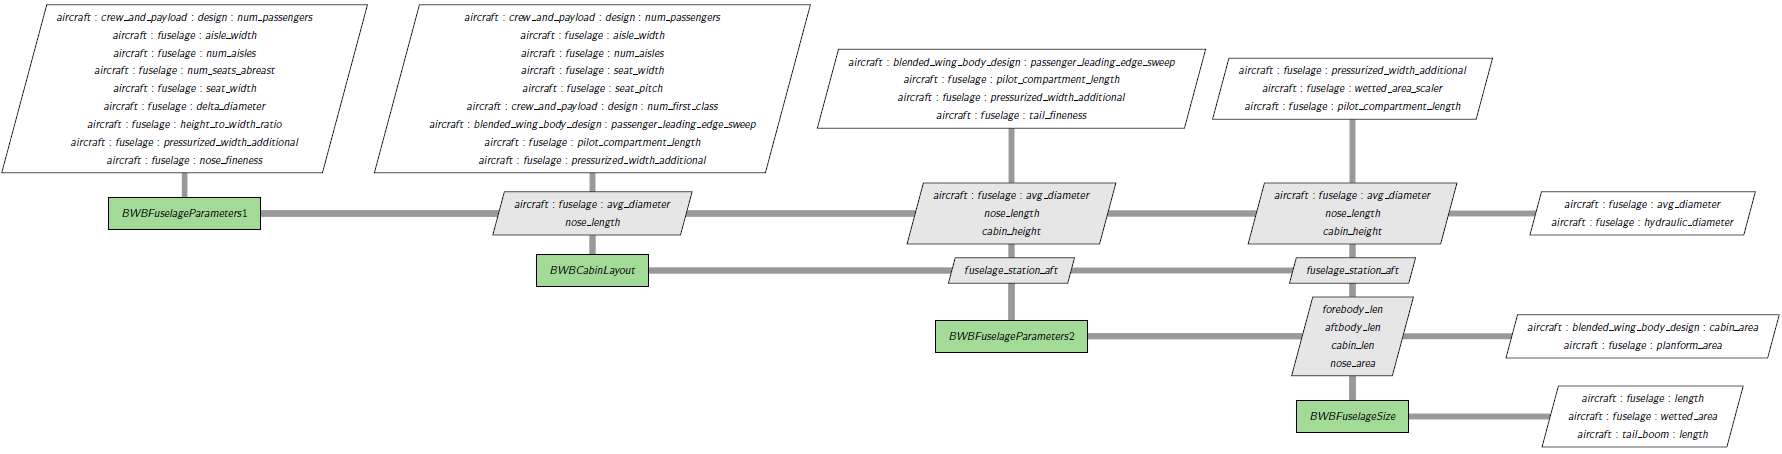 aircraft : crew_and_payload : design : num_passengers
aircraft : fuselage : aisle_width
aircraft : fuselage : num_aisles
aircraft : fuselage : num_seats_abreast
aircraft : fuselage : seat_width
aircraft : fuselage : delta_diameter
aircraft : fuselage : height_to_width_ratio
aircraft : fuselage : pressurized_width_additional
aircraft : fuselage : nose_fineness
aircraft : crew_and_payload : design : num_passengers
aircraft : fuselage : aisle_width
aircraft : fuselage : num_aisles
aircraft : fuselage : seat_width
aircraft : fuselage : seat_pitch
aircraft : crew_and_payload : design : num_first_class
aircraft : blended_wing_body_design : passenger_leading_edge_sweep
aircraft : fuselage : pilot_compartment_length
aircraft : fuselage : pressurized_width_additional
aircraft : blended_wing_body_design : passenger_leading_edge_sweep
aircraft : fuselage : pilot_compartment_length
aircraft : fuselage : pressurized_width_additional
aircraft : fuselage : tail_fineness
aircraft : fuselage : pressurized_width_additional
aircraft : fuselage : wetted_area_scaler
aircraft : fuselage : pilot_compartment_length
BWBFuselageParameters1
aircraft : fuselage : avg_diameter
nose_length
aircraft : fuselage : avg_diameter
nose_length
cabin_height
aircraft : fuselage : avg_diameter
nose_length
cabin_height
aircraft : fuselage : avg_diameter
aircraft : fuselage : hydraulic_diameter
BWBCabinLayout
fuselage_station_aft
fuselage_station_aft
BWBFuselageParameters2
forebody_len
aftbody_len
cabin_len
nose_area
aircraft : blended_wing_body_design : cabin_area
aircraft : fuselage : planform_area
BWBFuselageSize
aircraft : fuselage : length
aircraft : fuselage : wetted_area
aircraft : tail_boom : length